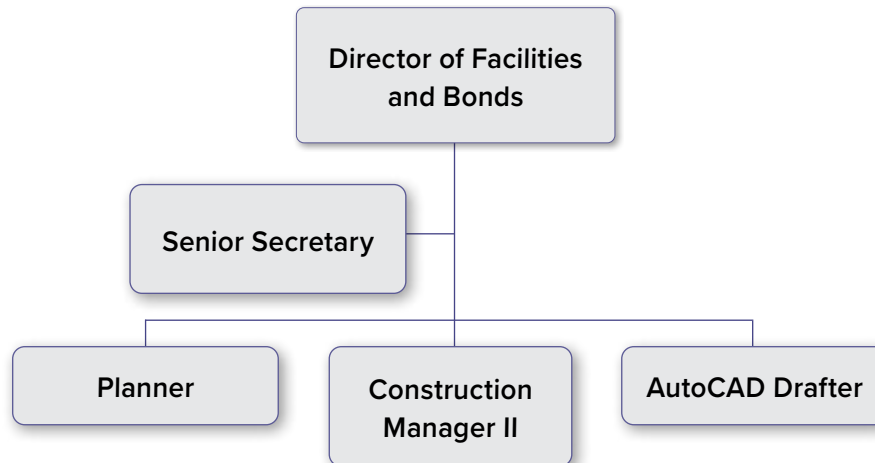 Director of Facilities
and Bonds
Senior Secretary
Planner
Construction
Manager II
AutoCAD Drafter